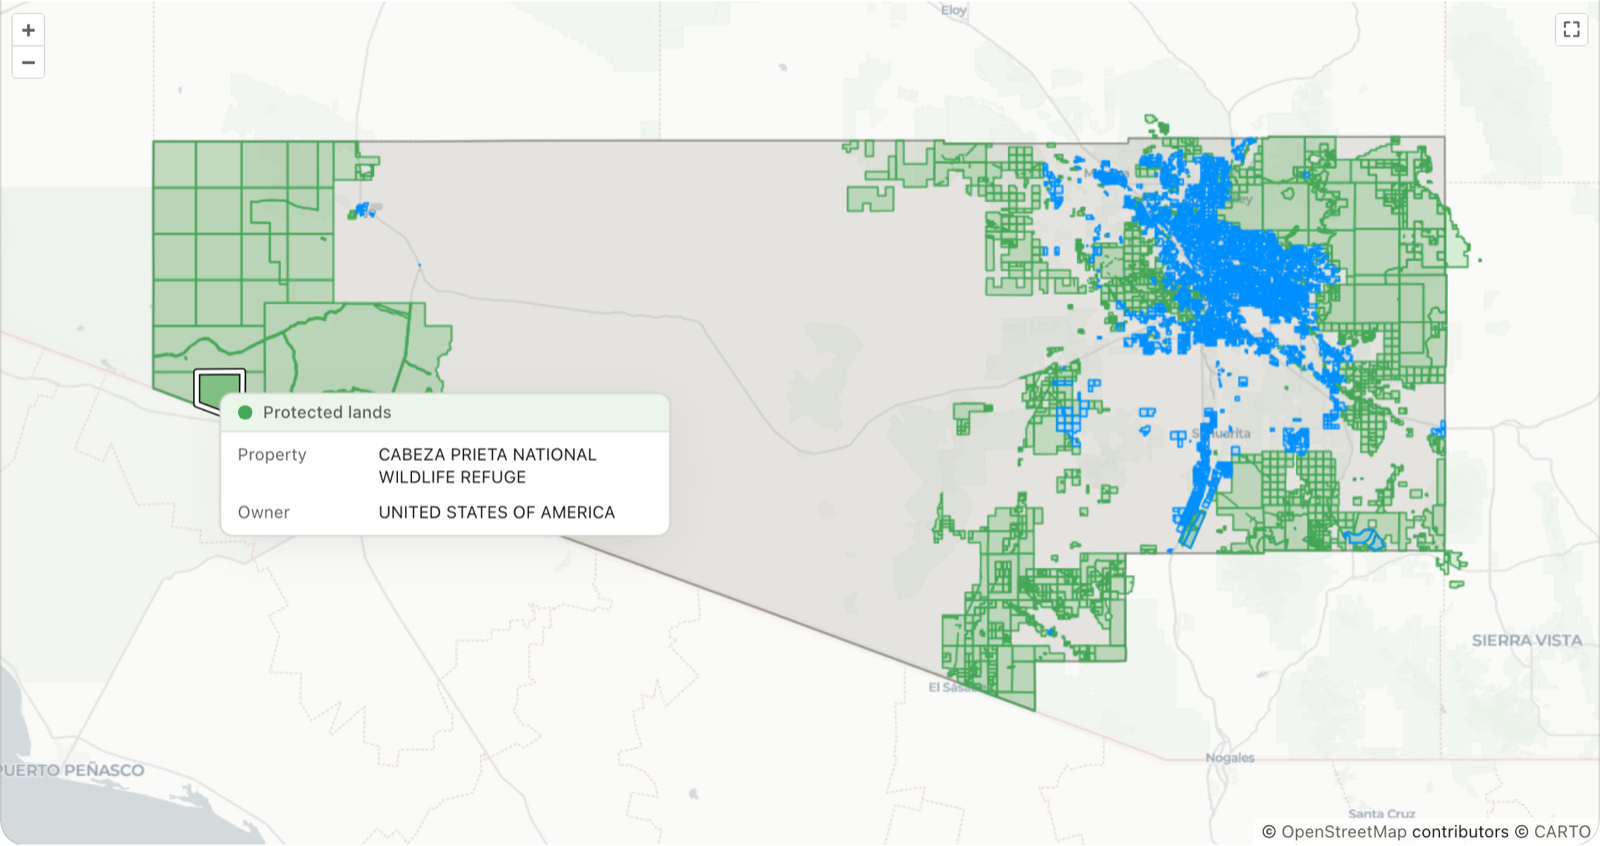 +
−
Eloy
Protected lands
Property
CABEZA PRIETA NATIONAL
WILDLIFE REFUGE
Owner
UNITED STATES OF AMERICA
SIERRA VISTA
Nogales
PUERTO PEÑASCO
Santa Cruz
© OpenStreetMap contributors © CARTO